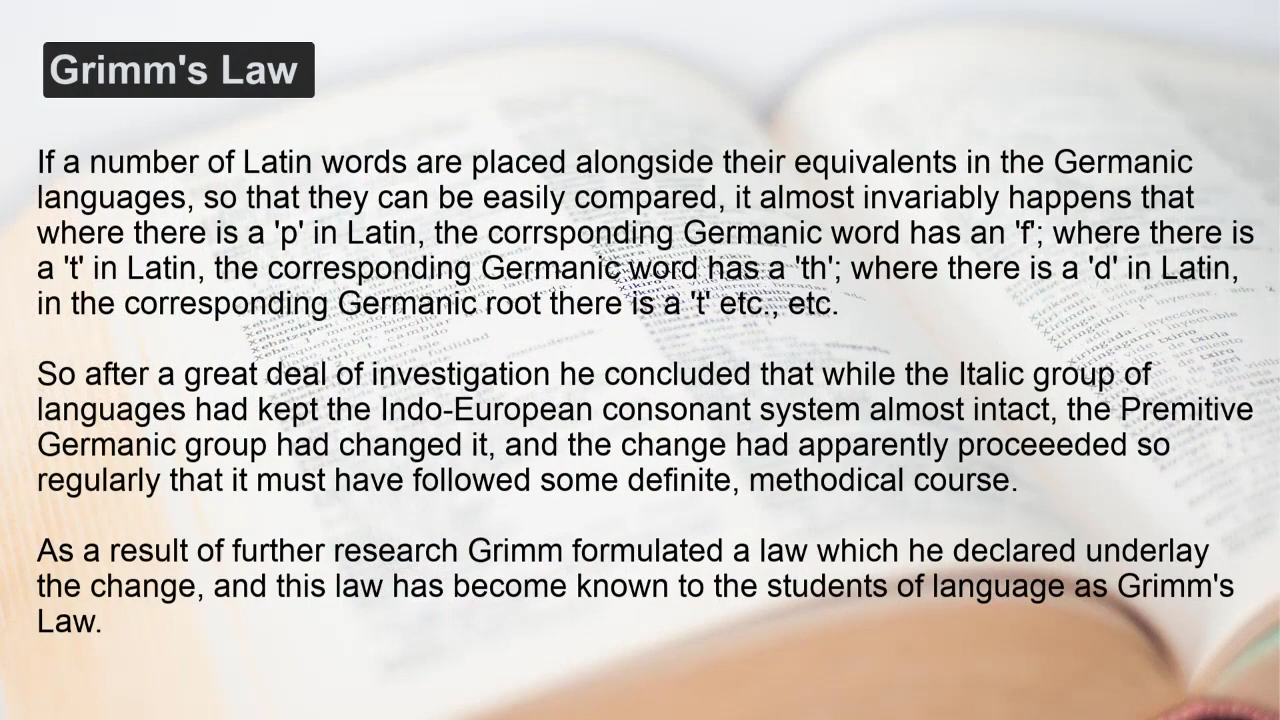 Grimm's Law
If a number of Latin words are placed alongside their equivalents in the Germanic
languages, so that they can be easily compared, it almost invariably happens that
where there is a 'p' in Latin, the corrsponding Germanic word has an 'f'; where there is
a 't' in Latin, the corresponding Germanic word has a 'th'; where there is a 'd' in Latin,
in the corresponding Germanic root there is a 't' etc., etc.
So after a great deal of investigation he concluded that while the Italic group of
languages had kept the Indo-European consonant system almost intact, the Premitive
Germanic group had changed it, and the change had apparently proceeeded so
regularly that it must have followed some definite, methodical course.
As a result of further research Grimm formulated a law which he declared underlay
the change, and this law has become known to the students of language as Grimm's
Law.